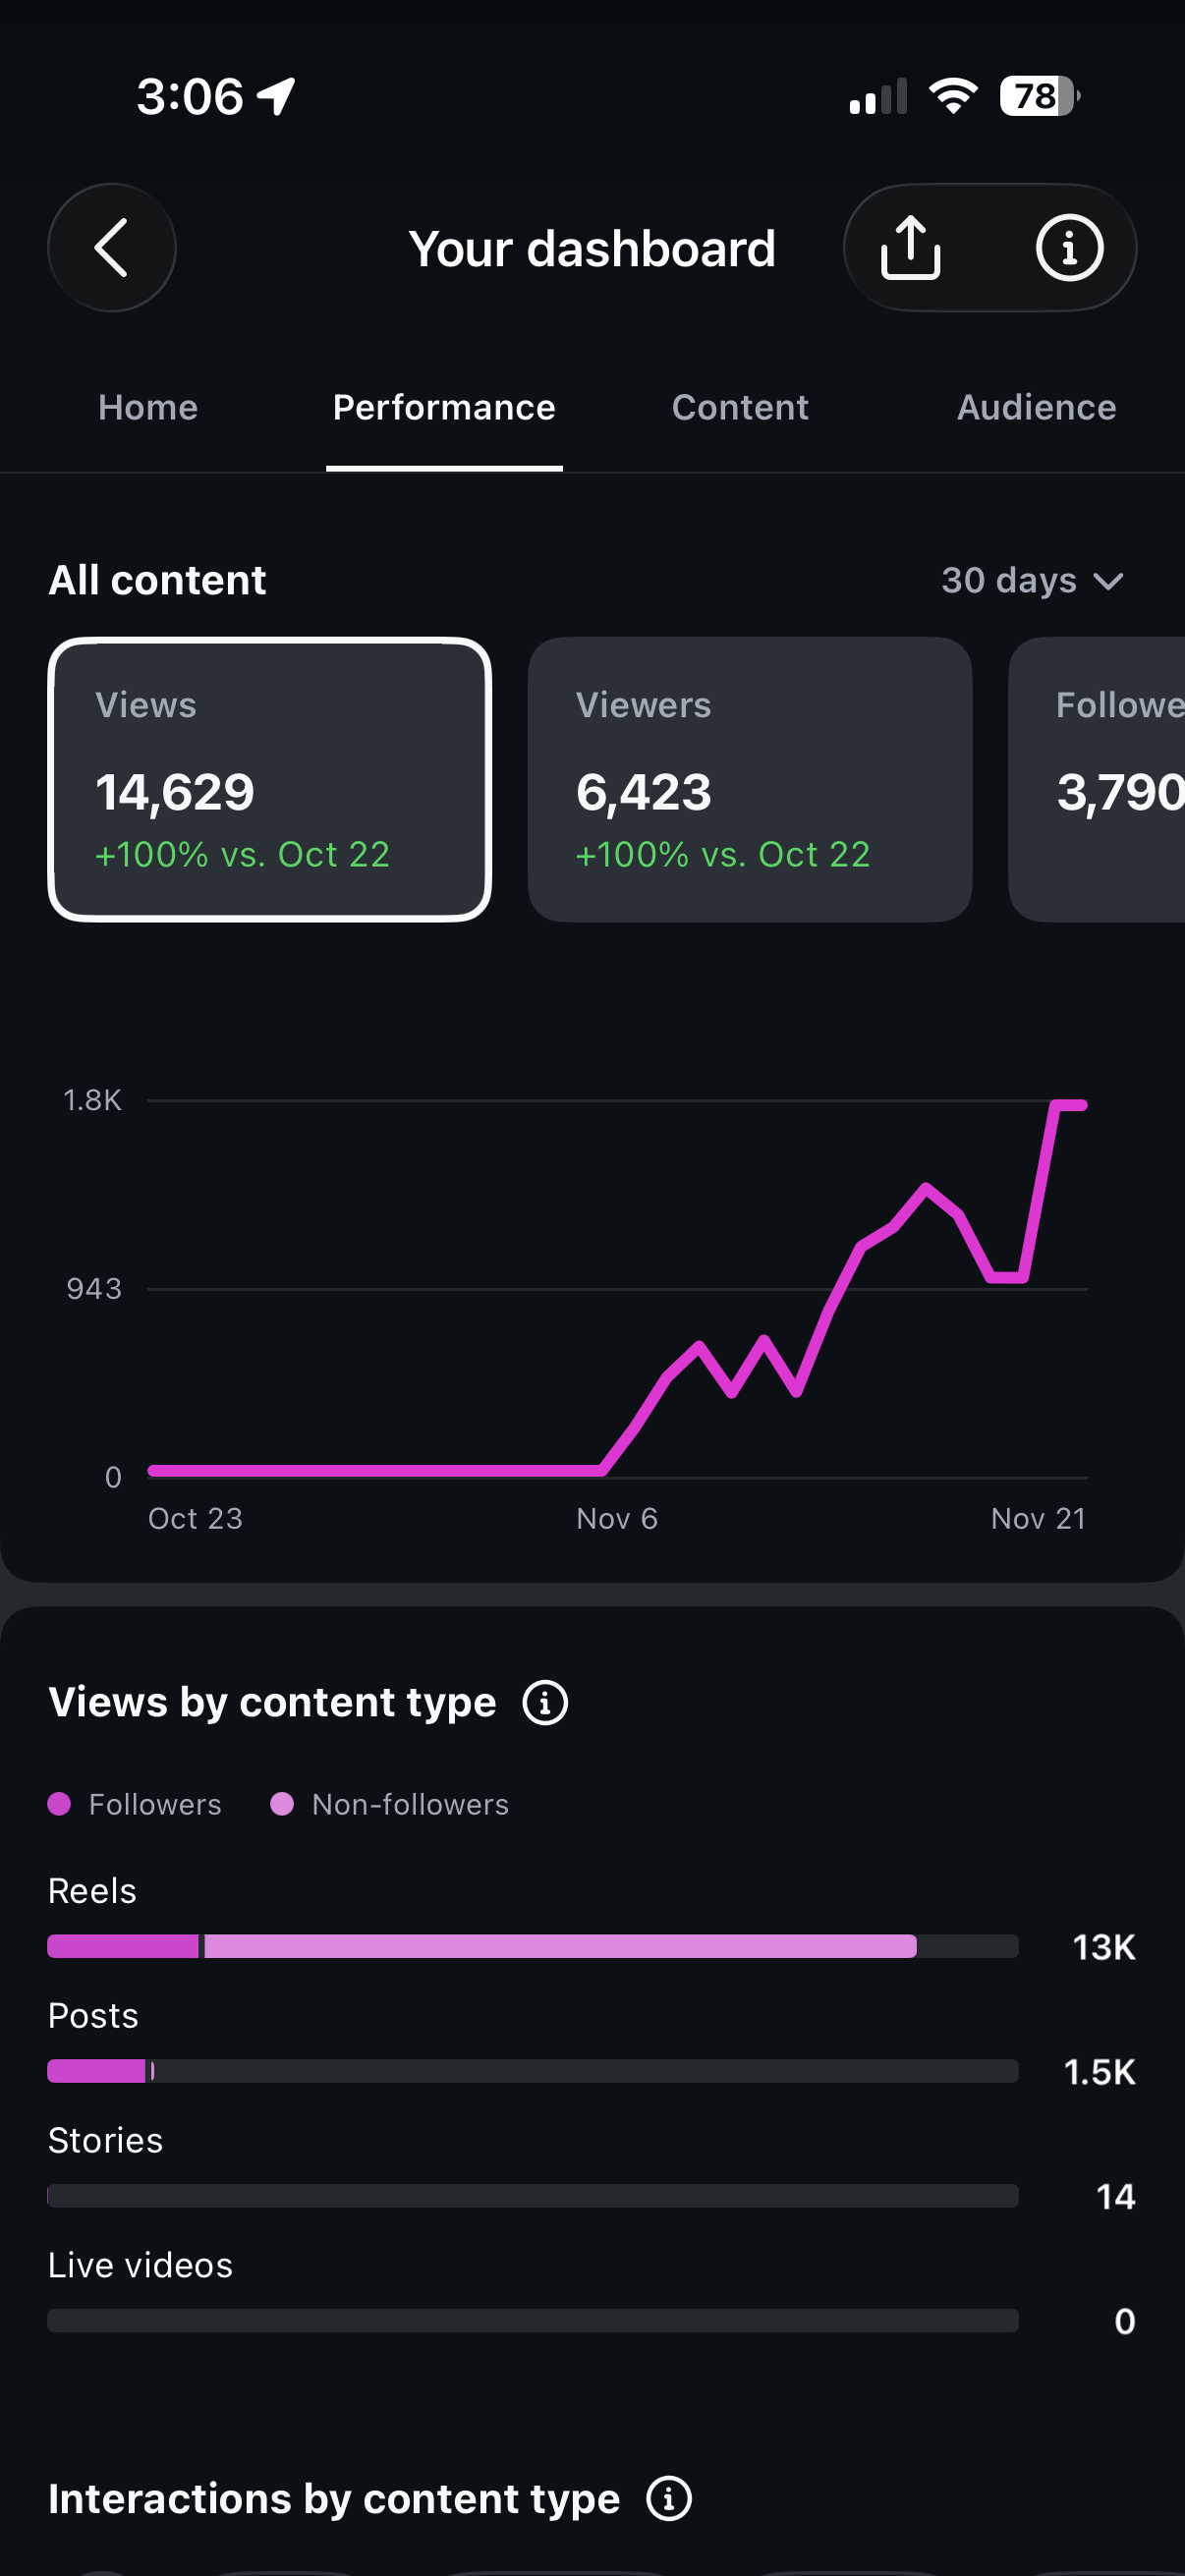 3:06
78
Your dashboard
Home Performance Content Audience
All content 30 days
Views Viewers Followe
14,629 6,423 3,790
+100% vs. Oct 22 +100% vs. Oct 22
1.8K
943
0
Oct 23 Nov 6 Nov 21
Views by content type
Followers Non-followers
Reels
13K
Posts
1.5K
Stories
14
Live videos
0
Interactions by content type